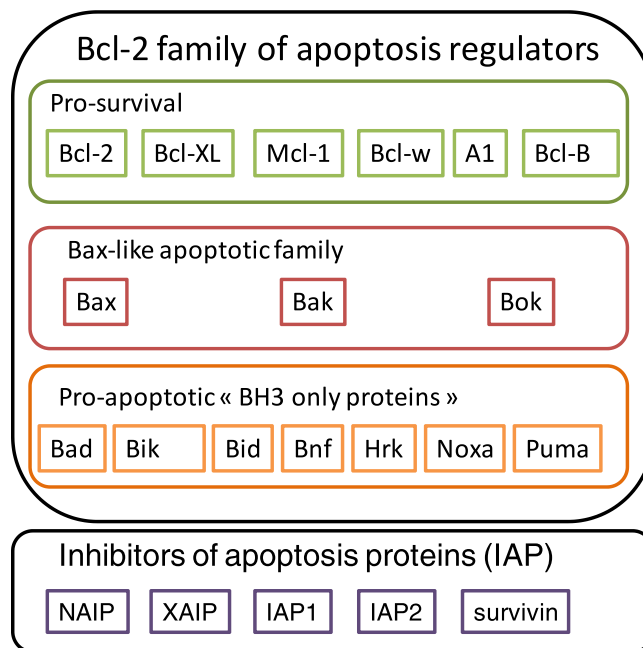 Bcl-2 family of apoptosis regulators
Pro-survival
Bcl-2 Bcl-XL Mcl-1 Bcl-w A1 Bcl-B
Bax-like apoptotic family
Bax Bak Bok
Pro-apoptotic « BH3 only proteins »
Bad Bik Bid Bnf Hrk Noxa Puma
Inhibitors of apoptosis proteins (IAP)
NAIP XAIP IAP1 IAP2 survivin